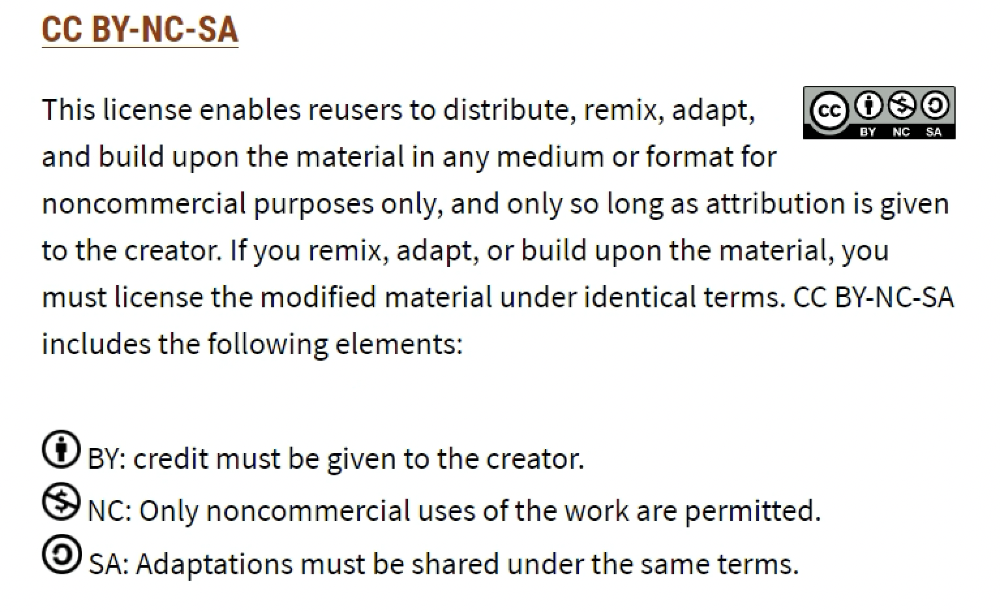 CC BY-NC-SA
This license enables reusers to distribute, remix, adapt,
and build upon the material in any medium or format for
noncommercial purposes only, and only so long as attribution is given
to the creator. If you remix, adapt, or build upon the material, you
must license the modified material under identical terms. CC BY-NC-SA
includes the following elements:
cc
BY NC SA
BY: credit must be given to the creator.
NC: Only noncommercial uses of the work are permitted.
SA: Adaptations must be shared under the same terms.